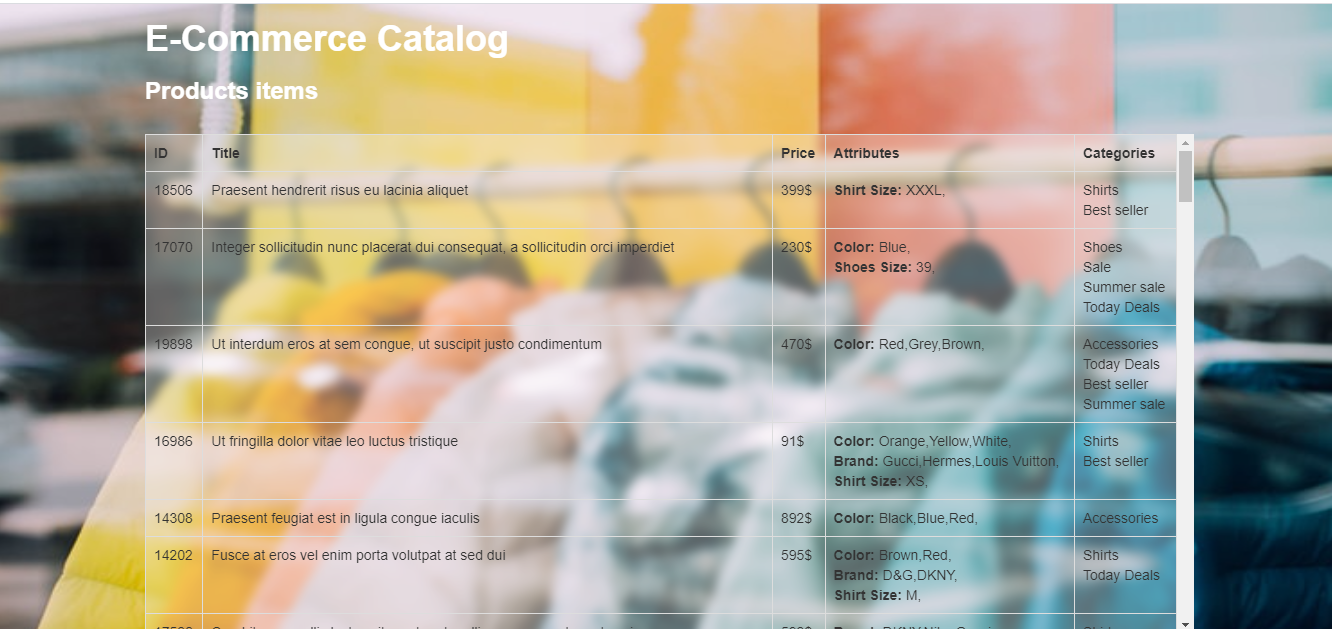 E-Commerce Catalog
Products items
ID Title Price Attributes Categories
18506 Praesent hendrerit risus eu lacinia aliquet 399$ Shirt Size: XXXL, Shirts
Best seller
17070 Integer sollicitudin nunc placerat dui consequat, a sollicitudin orci imperdiet 230$ Color: Blue, Shoes
Shoes Size: 39, Sale
Summer sale
Today Deals
19898 Ut interdum eros at sem congue, ut suscipit justo condimentum 470$ Color: Red,Grey,Brown, Accessories
Today Deals
Best seller
Summer sale
16986 Ut fringilla dolor vitae leo luctus tristique 91$ Color: Orange,Yellow,White, Shirts
Brand: Gucci,Hermes,Louis Vuitton, Best seller
Shirt Size: XS,
14308 Praesent feugiat est in ligula congue iaculis 892$ Color: Black,Blue,Red, Accessories
14202 Fusce at eros vel enim porta volutpat at sed dui 595$ Color: Brown,Red, Shirts
Brand: D&G,DKNY, Today Deals
Shirt Size: M,